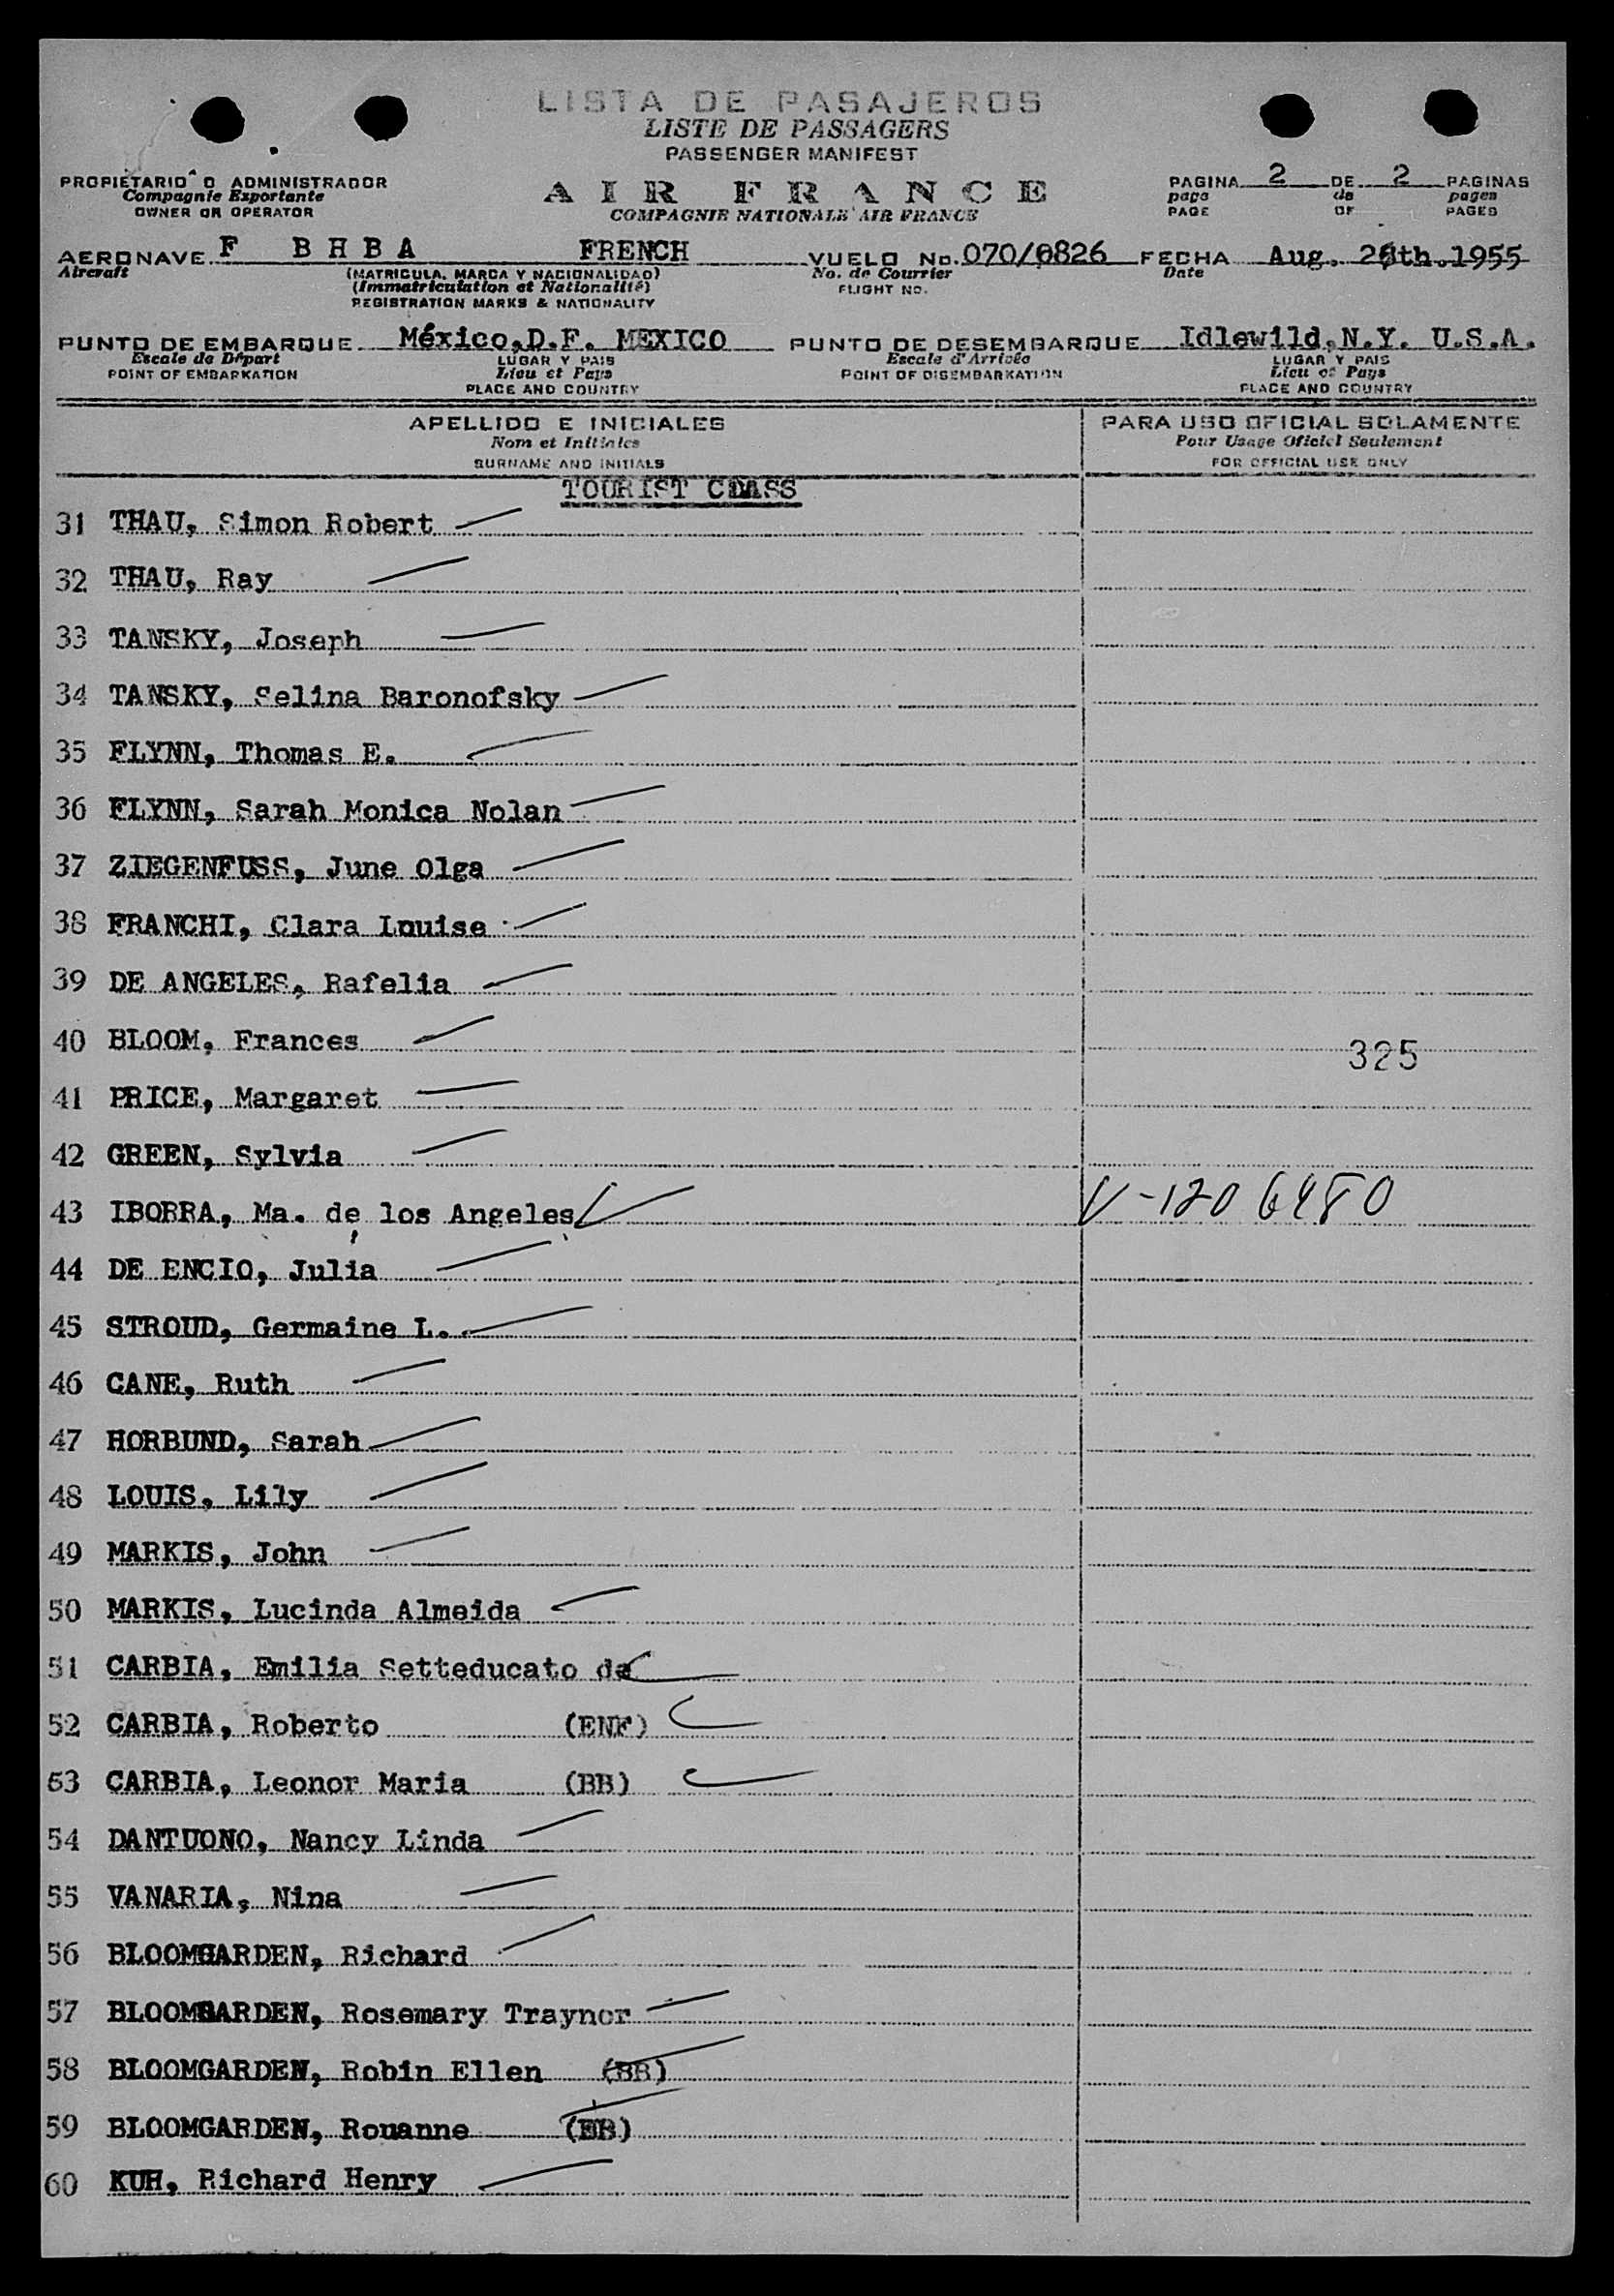 LISTA DE PASAJEROS
LISTE DE PASSAGERS
PASSENGER MANIFEST
PROPIETARIO O ADMINISTRADOR
Compagnie Exportante
OWNER OR OPERATOR
AIR FRANCE
COMPAGNIE NATIONALE AIR FRANCE
PAGINA 2 DE 2 PAGINAS
page de pages
PAGE OF PAGES
AERONAVE F BHBA FRENCH VUELO No. 070/0826 FECHA Aug. th. 1955
Aircraft (MATRICULA, MARCA Y NACIONALIDAD) No. de Courrier Date
(Immatriculation et Nationalité) FLIGHT NO.
REGISTRATION MARKS & NATIONALITY
PUNTO DE EMBARQUE México,D.F. MEXICO PUNTO DE DESEMBARQUE Idlewild,N.Y. U.S.A.
Escale de Départ LUGAR Y PAIS Escale d'Arrivée LUGAR Y PAIS
POINT OF EMBARKATION Lieu et Pays POINT OF DISEMBARKATION Lieu et Pays
PLACE AND COUNTRY PLACE AND COUNTRY
APELLIDO E INICIALES PARA USO OFICIAL SOLAMENTE
Nom et Initiales Pour Usage Oficiel Seulement
SURNAME AND INITIALS FOR OFFICIAL USE ONLY
TOURIST CLASS
31 THAU, Simon Robert
32 THAU, Ray
33 TANSKY, Joseph
34 TANSKY, Selina Baronofsky
35 FLYNN, Thomas E.
36 FLYNN, Sarah Monica Nolan
37 ZIEGENFUSS, June Olga
38 FRANCHI, Clara Louise
39 DE ANGELES, Rafelia
40 BLOOM, Frances 325
41 PRICE, Margaret
42 GREEN, Sylvia
43 IBORRA, Ma. de los Angeles V-1206480
44 DE ENCIO, Julia
45 STROUD, Germaine L.
46 CANE, Ruth
47 HORBUND, Sarah
48 LOUIS, Lily
49 MARKIS, John
50 MARKIS, Lucinda Almeida
51 CARBIA, Emilia Setteducato de
52 CARBIA, Roberto (ENF)
53 CARBIA, Leonor Maria (BB)
54 DANTUONO, Nancy Linda
55 VANARIA, Nina
56 BLOOMGARDEN, Richard
57 BLOOMGARDEN, Rosemary Traynor
58 BLOOMGARDEN, Robin Ellen (BB)
59 BLOOMGARDEN, Rouanne (BB)
60 KUH, Richard Henry